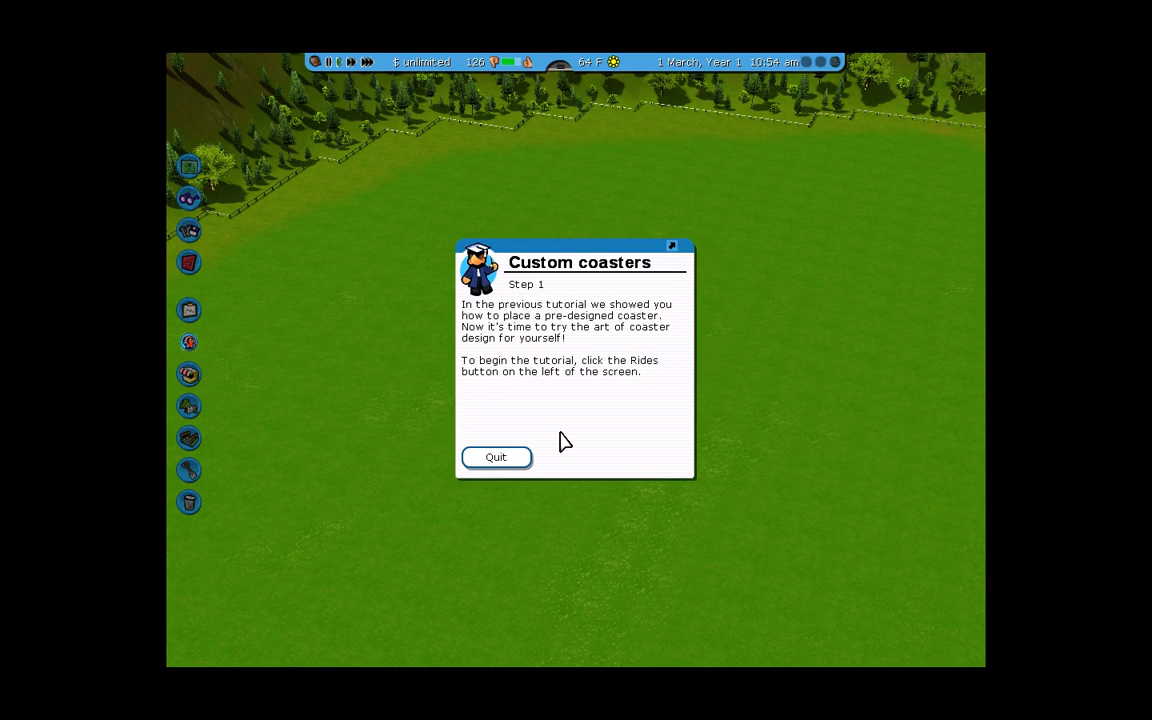 $ unlimited 126 64 F 1 March, Year 1 10:54 am
Custom coasters
Step 1
In the previous tutorial we showed you
how to place a pre-designed coaster.
Now it's time to try the art of coaster
design for yourself!
To begin the tutorial, click the Rides
button on the left of the screen.
Quit